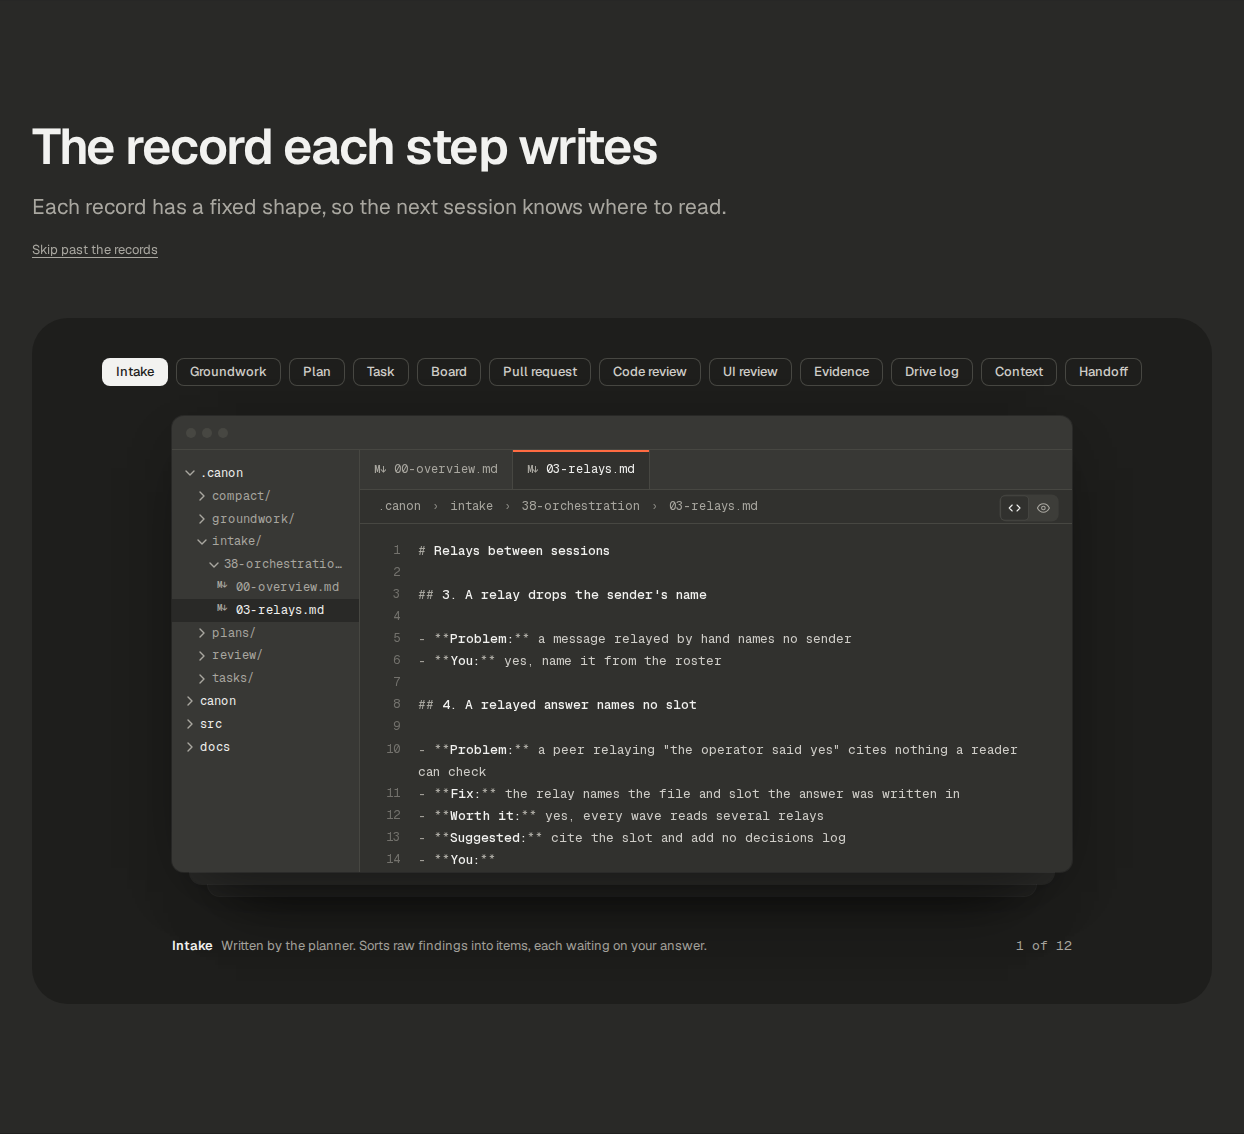 The record each step writes
Each record has a fixed shape, so the next session knows where to read.
Skip past the records
Intake
Groundwork
Plan
Task
Board
Pull request
Code review
UI review
Evidence
Drive log
Context
Handoff
.canon
compact/
groundwork/
intake/
38-orchestratio…
M↓ 00-overview.md
M↓ 03-relays.md
plans/
review/
tasks/
canon
src
docs
M↓ 00-overview.md
M↓ 03-relays.md
.canon › intake › 38-orchestration › 03-relays.md
1 # Relays between sessions
2
3 ## 3. A relay drops the sender's name
4
5 - **Problem:** a message relayed by hand names no sender
6 - **You:** yes, name it from the roster
7
8 ## 4. A relayed answer names no slot
9
10 - **Problem:** a peer relaying "the operator said yes" cites nothing a reader
can check
11 - **Fix:** the relay names the file and slot the answer was written in
12 - **Worth it:** yes, every wave reads several relays
13 - **Suggested:** cite the slot and add no decisions log
14 - **You:**
Intake Written by the planner. Sorts raw findings into items, each waiting on your answer.
1 of 12